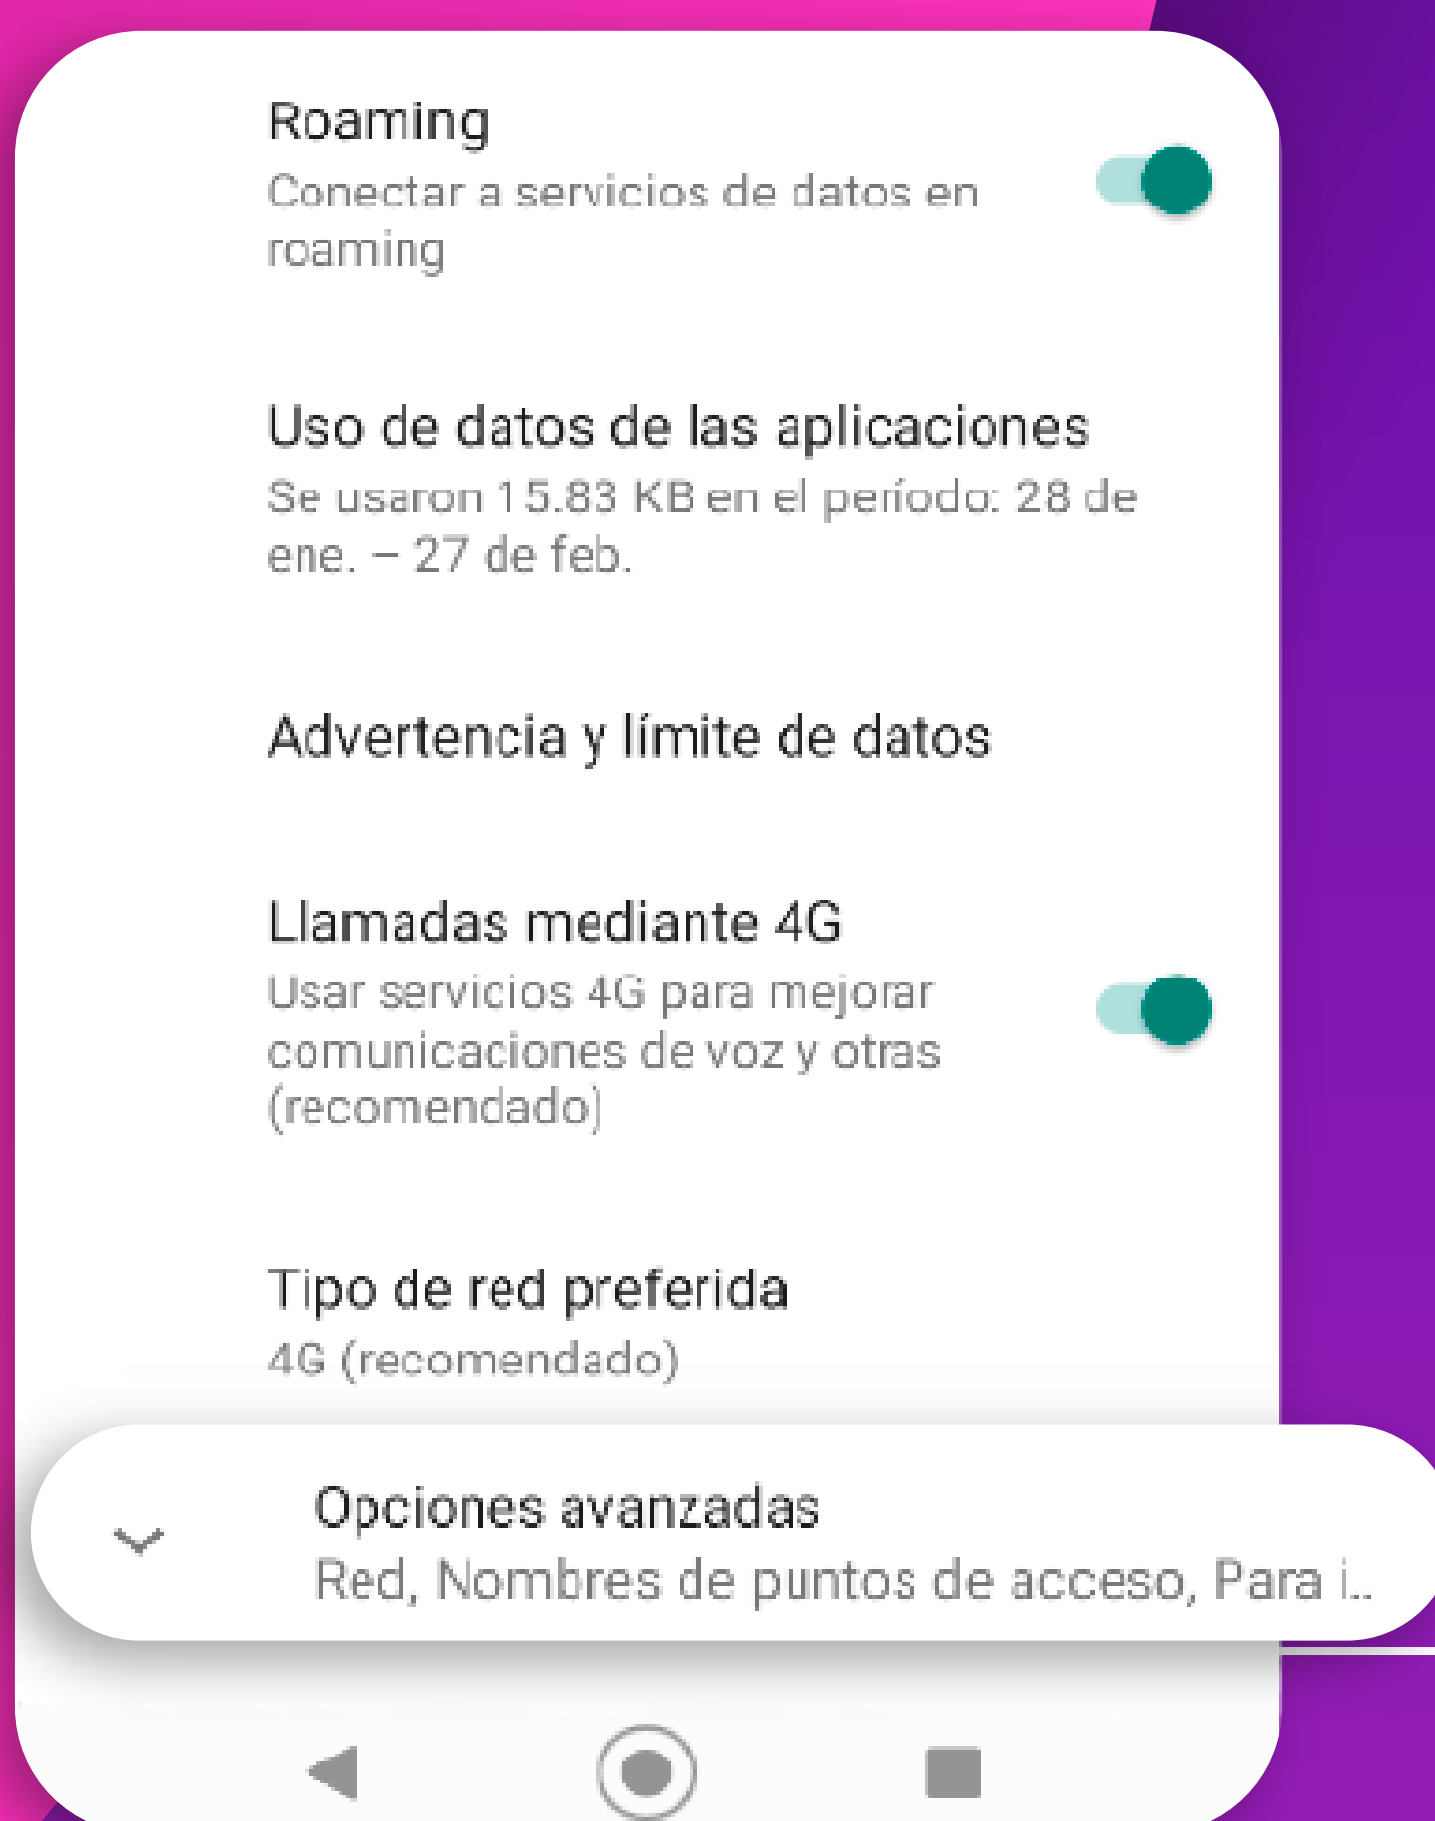 Roaming
Conectar a servicios de datos en
roaming
Uso de datos de las aplicaciones
Se usaron 15.83 KB en el período: 28 de
ene. – 27 de feb.
Advertencia y límite de datos
Llamadas mediante 4G
Usar servicios 4G para mejorar
comunicaciones de voz y otras
(recomendado)
Tipo de red preferida
4G (recomendado)
Opciones avanzadas
Red, Nombres de puntos de acceso, Para i..